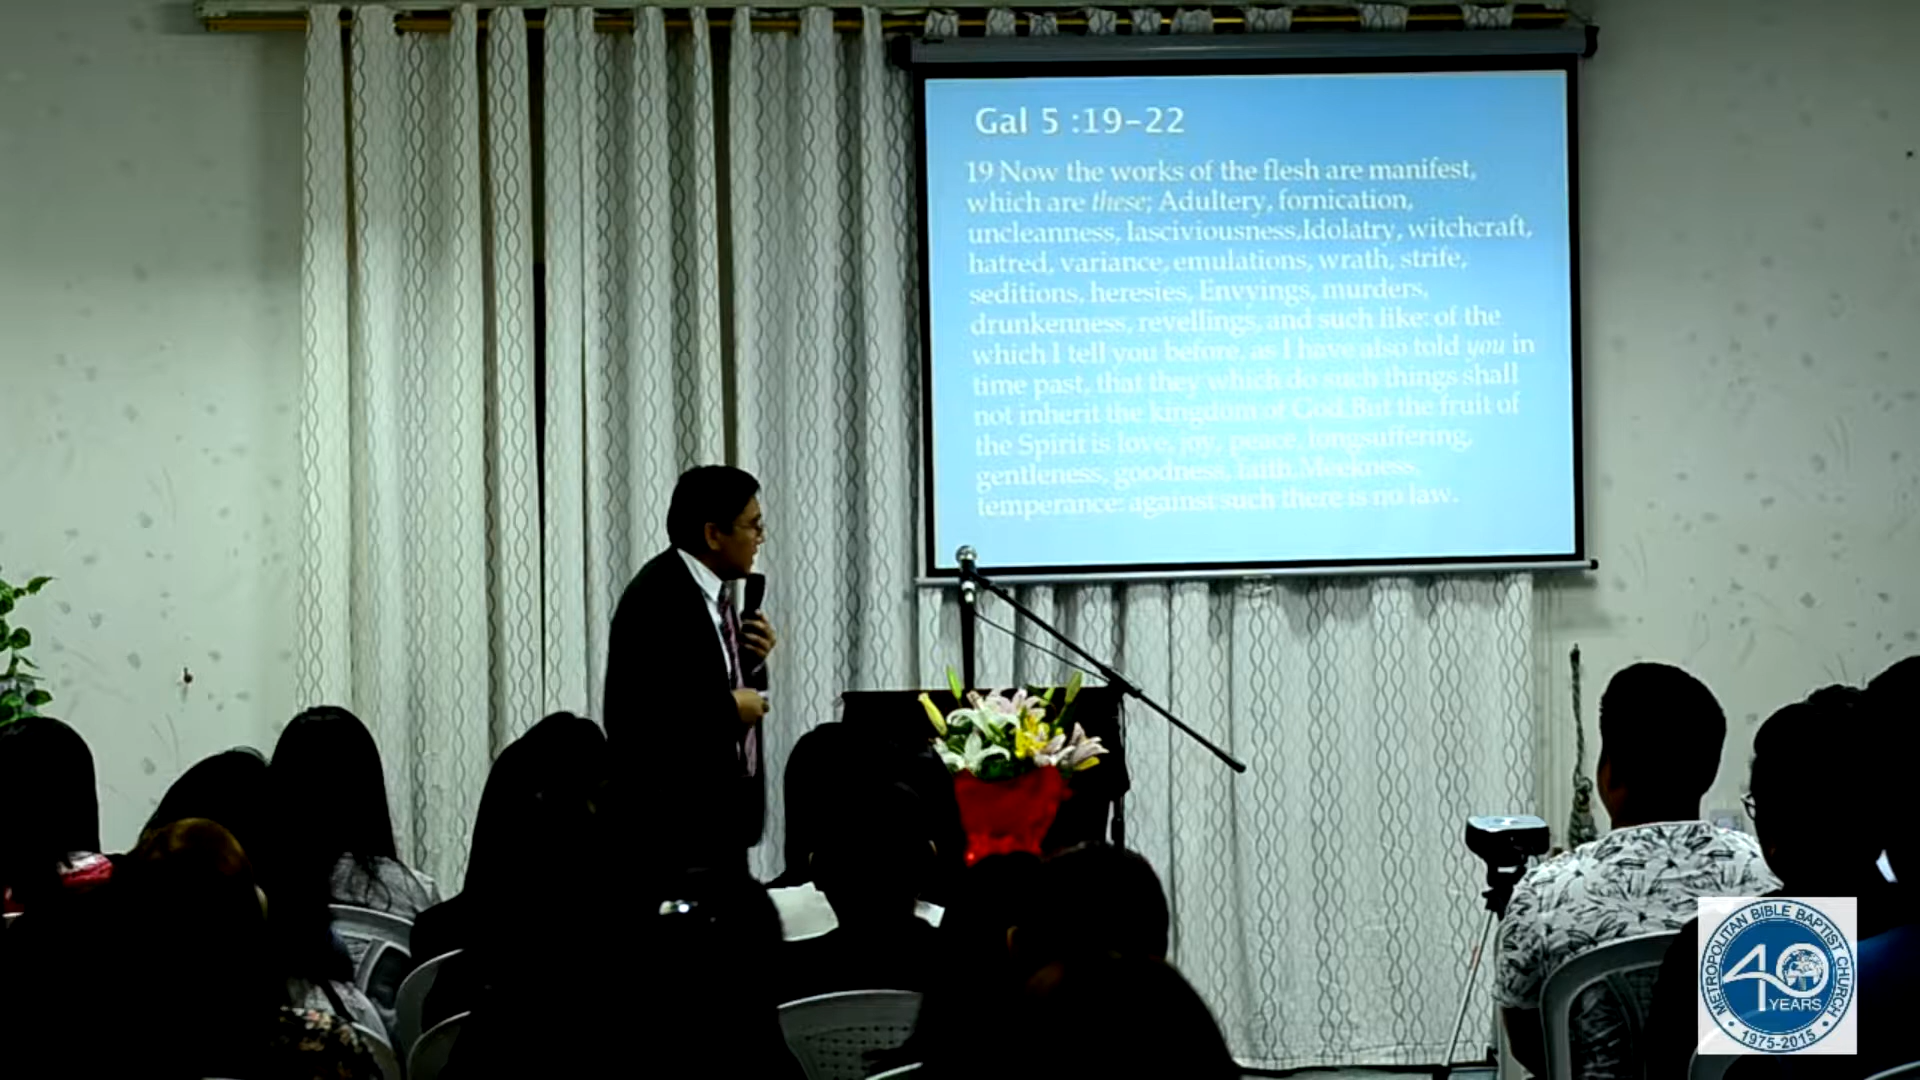 Gal 5 :19-22
19 Now the works of the flesh are manifest,
which are these; Adultery, fornication,
uncleanness, lasciviousness,Idolatry, witchcraft,
hatred, variance, emulations, wrath, strife,
seditions, heresies, Envyings, murders,
drunkenness, revellings, and such like: of the
which I tell you before, as I have also told you in
time past, that they which do such things shall
not inherit the kingdom of God.But the fruit of
the Spirit is love, joy, peace, longsuffering,
gentleness, goodness, faith,Meekness,
temperance: against such there is no law.
METROPOLITAN BIBLE BAPTIST CHURCH
40
YEARS
• 1975-2015 •